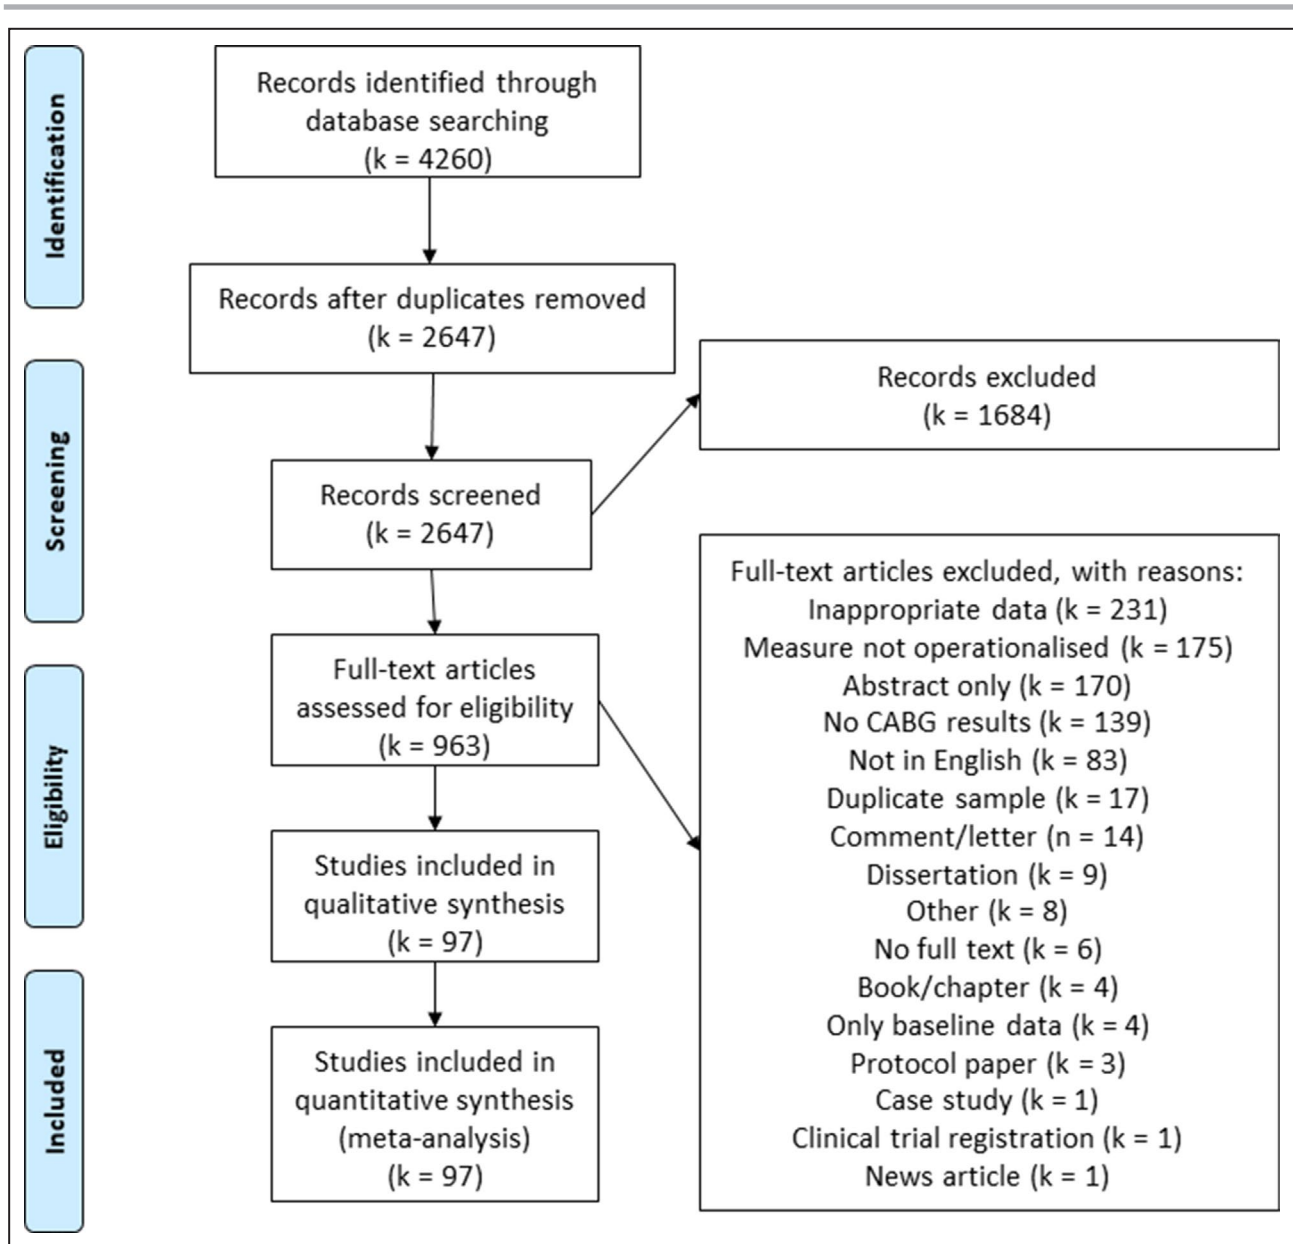 Identification
Records identified through
database searching
(k = 4260)
Records after duplicates removed
(k = 2647)
Screening
Records screened
(k = 2647)
Records excluded
(k = 1684)
Eligibility
Full-text articles
assessed for eligibility
(k = 963)
Full-text articles excluded, with reasons:
Inappropriate data (k = 231)
Measure not operationalised (k = 175)
Abstract only (k = 170)
No CABG results (k = 139)
Not in English (k = 83)
Duplicate sample (k = 17)
Comment/letter (n = 14)
Dissertation (k = 9)
Other (k = 8)
No full text (k = 6)
Book/chapter (k = 4)
Only baseline data (k = 4)
Protocol paper (k = 3)
Case study (k = 1)
Clinical trial registration (k = 1)
News article (k = 1)
Studies included in
qualitative synthesis
(k = 97)
Included
Studies included in
quantitative synthesis
(meta-analysis)
(k = 97)